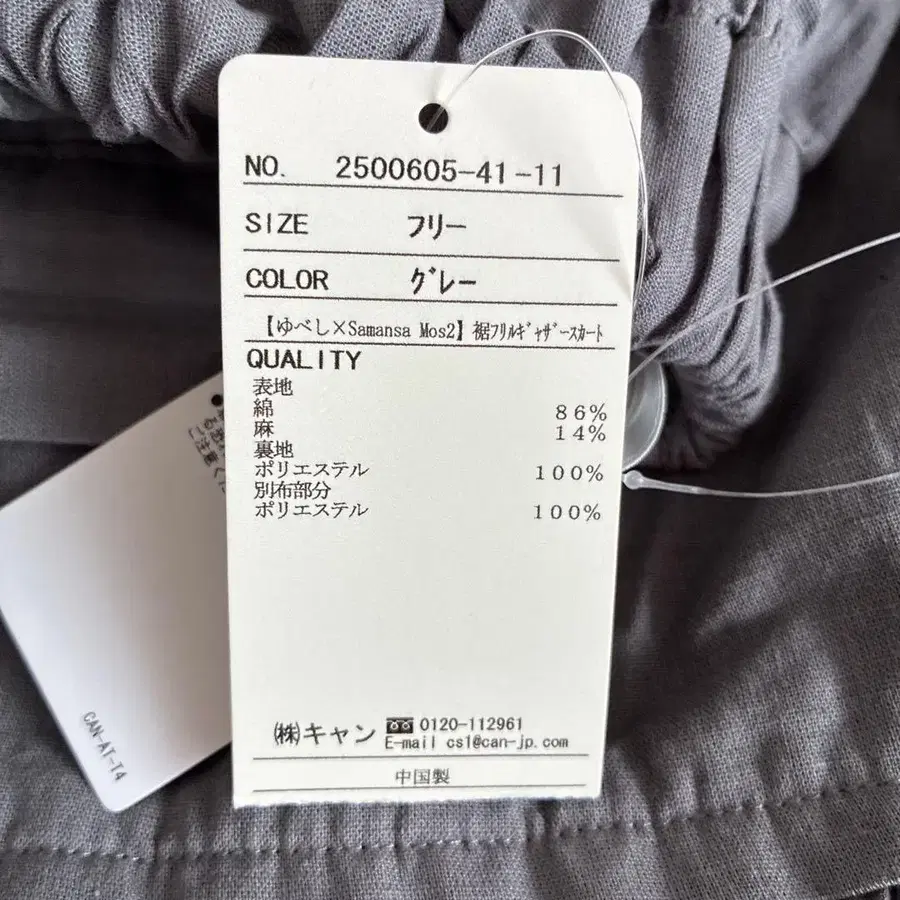 NO. 2500605-41-11
SIZE フリー
COLOR グレー
【ゆべし×Samansa Mos2】裾フリルギャザースカート
QUALITY
表地
綿 86%
麻 14%
裏地
ポリエステル 100%
別布部分
ポリエステル 100%
㈱キャン 0120-112961
E-mail cs1@can-jp.com
中国製
CAN-AT-T4